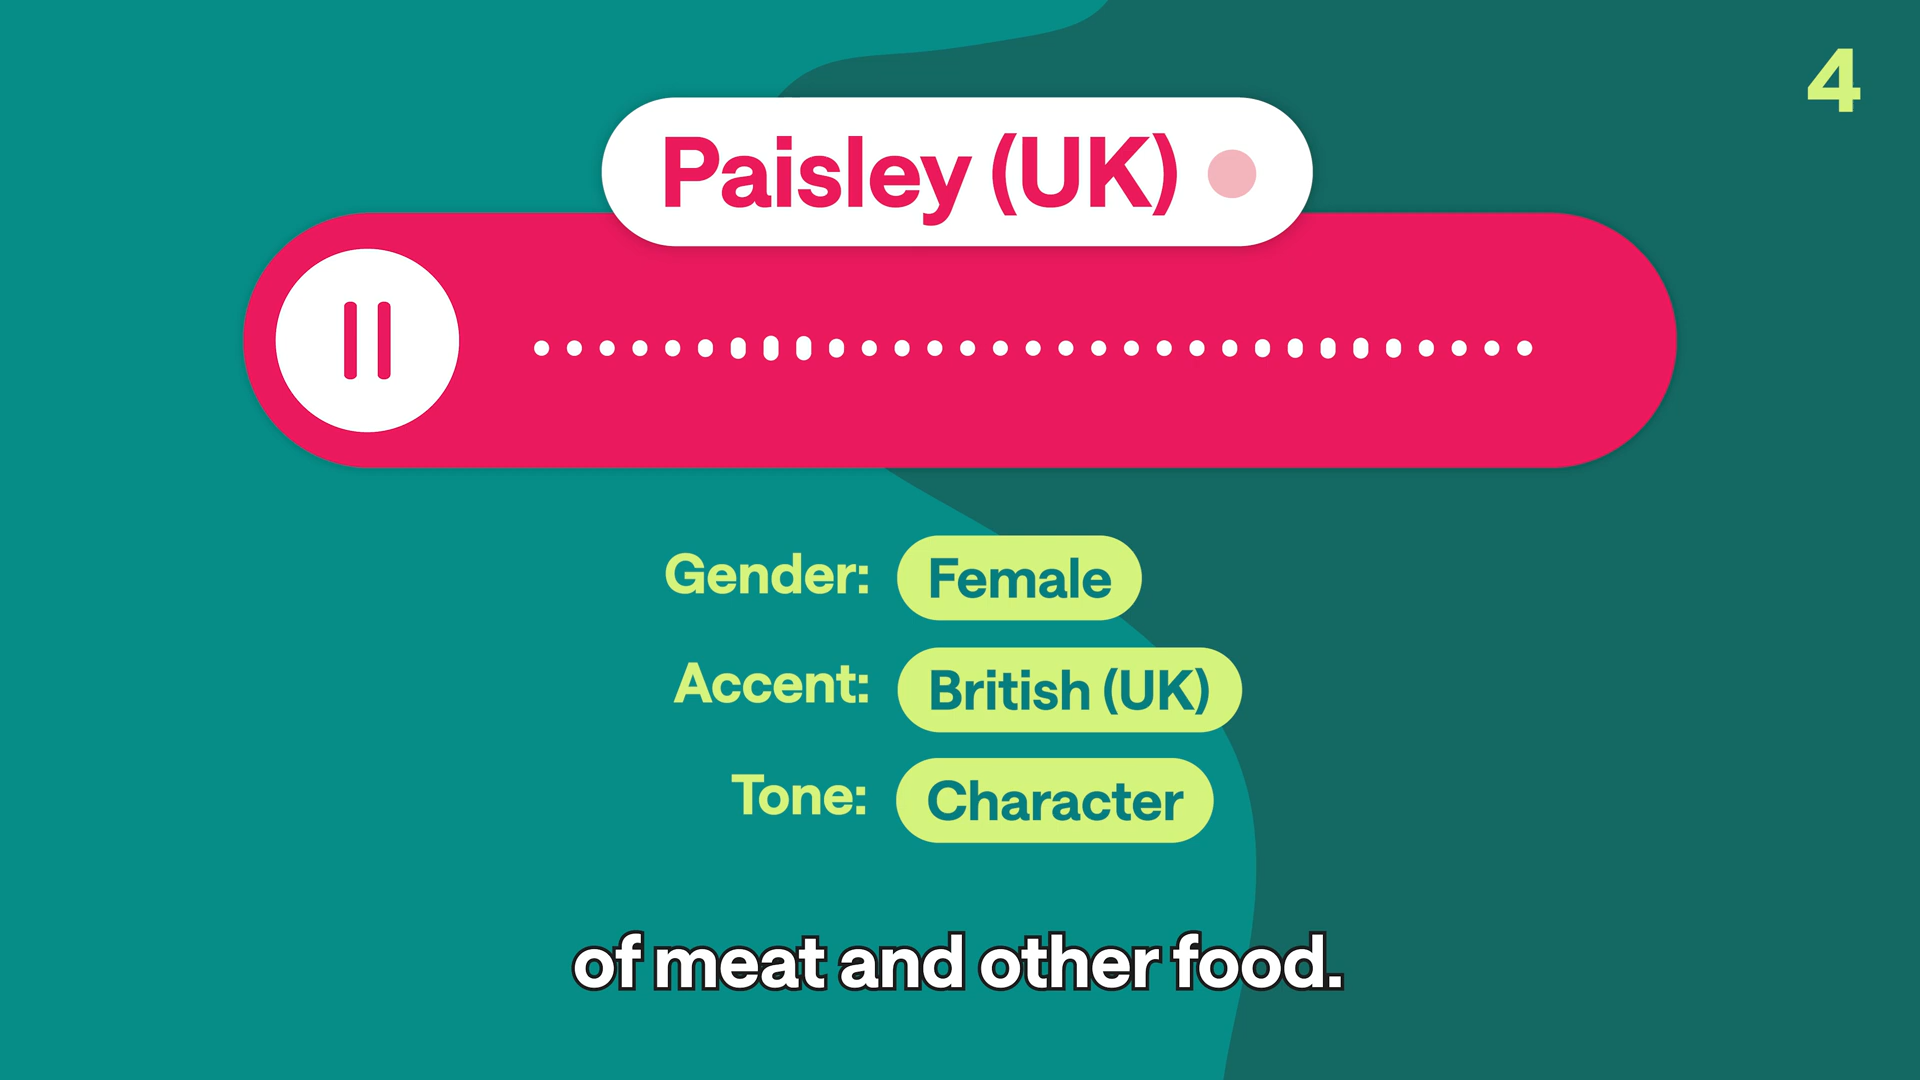 4
Paisley (UK)
Gender: Female
Accent: British (UK)
Tone: Character
of meat and other food.